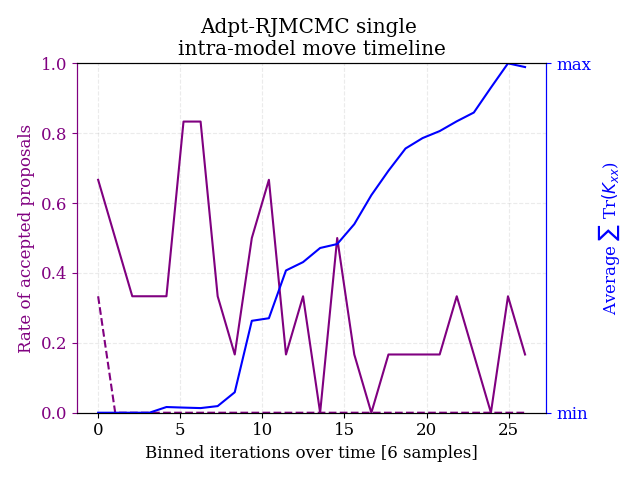 Adpt-RJMCMC single
intra-model move timeline
Rate of accepted proposals
1.0
0.8
0.6
0.4
0.2
0.0
max
min
Average ∑ Tr(K_{xx})
0 5 10 15 20 25
Binned iterations over time [6 samples]